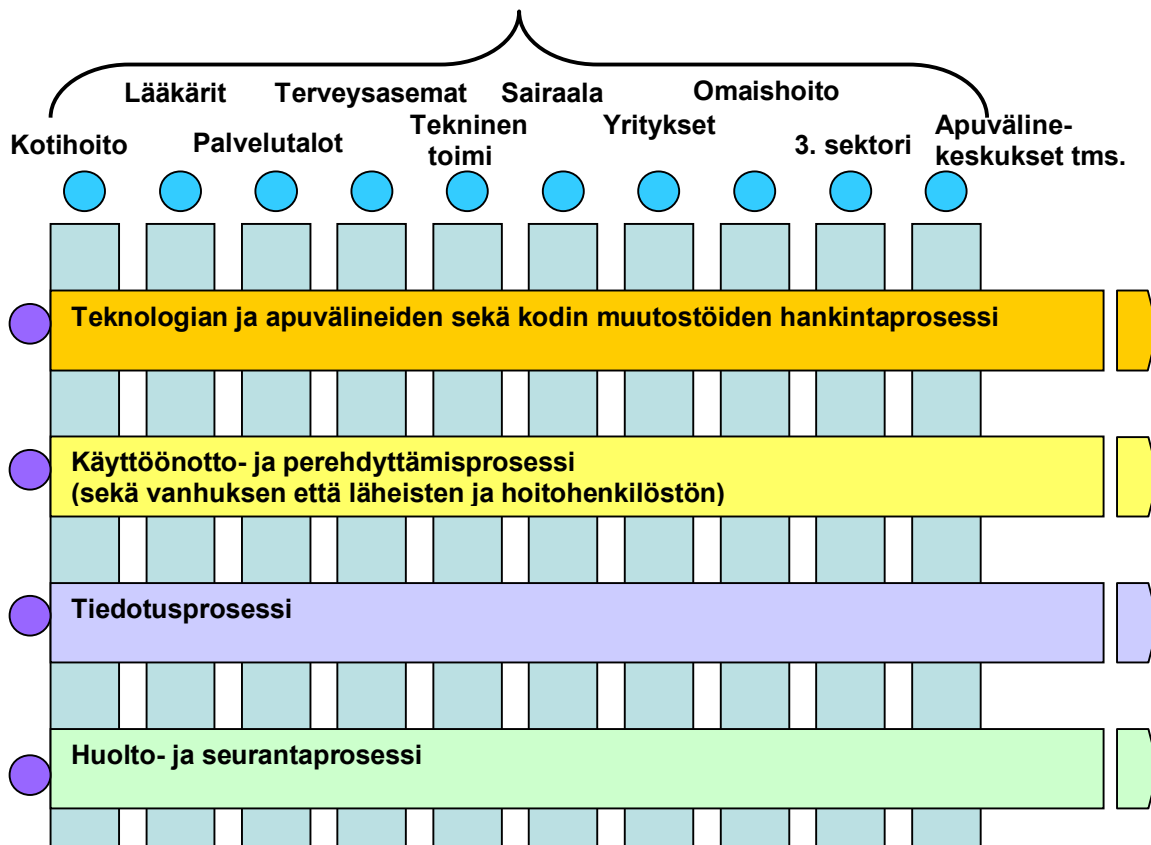 Lääkärit
Terveysasemat
Sairaala
Omaishoito
Kotihoito
Palvelutalot
Tekninen
toimi
Yritykset
3. sektori
Apuväline-
keskukset tms.
Teknologian ja apuvälineiden sekä kodin muutostöiden hankintaprosessi
Käyttöönotto- ja perehdyttämisprosessi
(sekä vanhuksen että läheisten ja hoitohenkilöstön)
Tiedotusprosessi
Huolto- ja seurantaprosessi